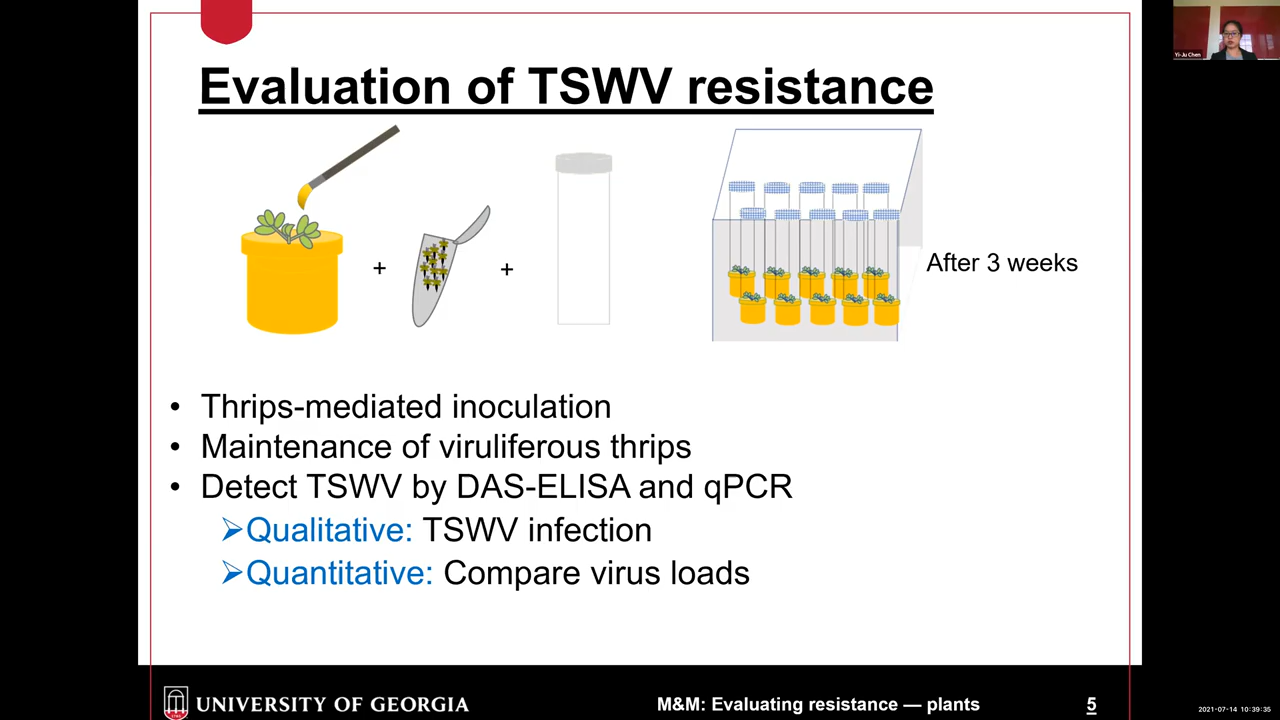 Yi-Ju Chen
Evaluation of TSWV resistance
+
+
After 3 weeks
• Thrips-mediated inoculation
• Maintenance of viruliferous thrips
• Detect TSWV by DAS-ELISA and qPCR
➢Qualitative: TSWV infection
➢Quantitative: Compare virus loads
1785
UNIVERSITY OF GEORGIA
M&M: Evaluating resistance — plants
5
2021-07-14 10:39:35